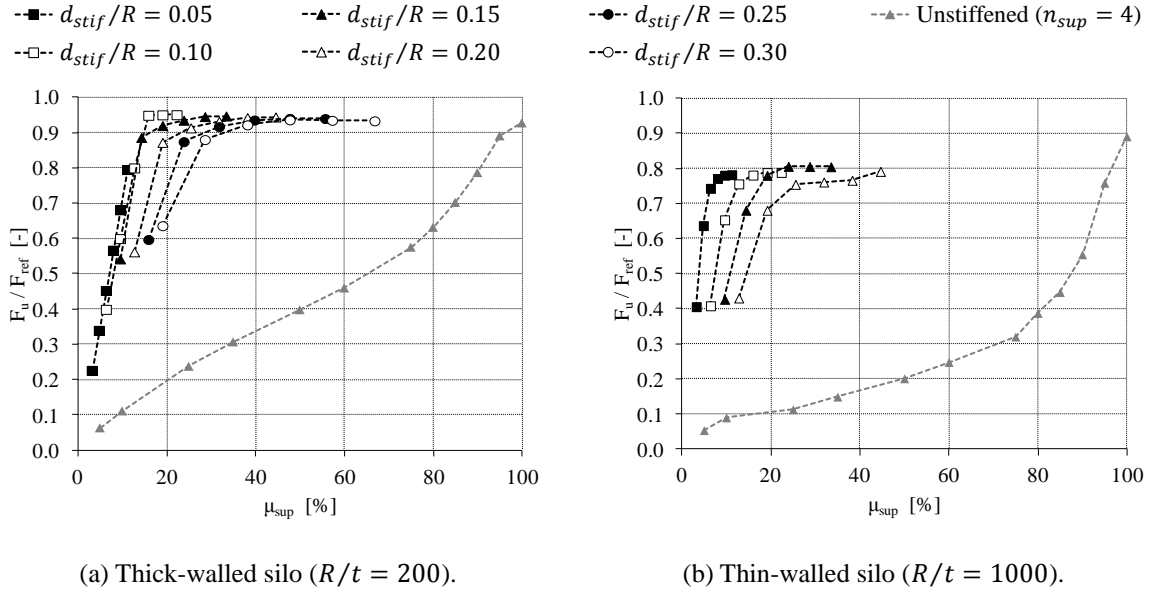 d_stif/R = 0.05 d_stif/R = 0.15 d_stif/R = 0.25 Unstiffened (n_sup = 4)
d_stif/R = 0.10 d_stif/R = 0.20 d_stif/R = 0.30
1.0
0.9
0.8
0.7
0.6
0.5
0.4
0.3
0.2
0.1
0.0
F_u / F_ref [-]
0 20 40 60 80 100
μ_sup [%]
1.0
0.9
0.8
0.7
0.6
0.5
0.4
0.3
0.2
0.1
0.0
F_u / F_ref [-]
0 20 40 60 80 100
μ_sup [%]
(a) Thick-walled silo (R/t = 200). (b) Thin-walled silo (R/t = 1000).